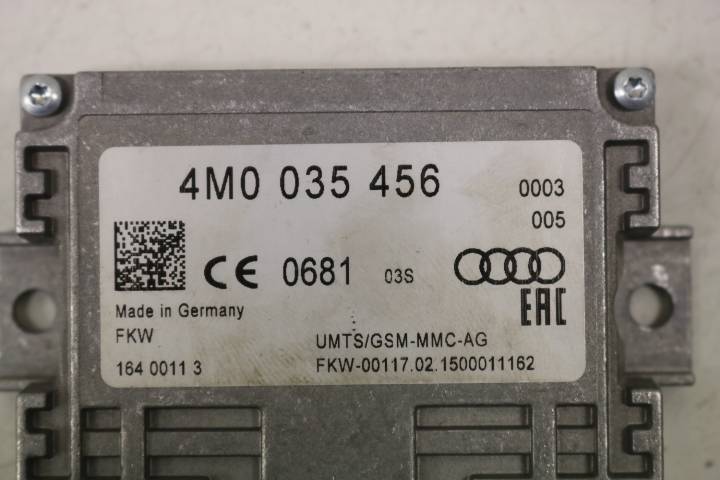 4M0 035 456
0003
005
CE 0681 03S
EAC
Made in Germany
FKW
UMTS/GSM-MMC-AG
164 0011 3
FKW-00117.02.1500011162